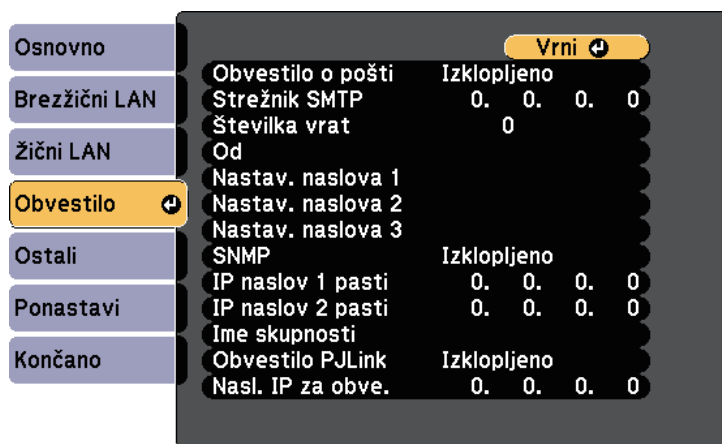 Osnovno
Brezžični LAN
Žični LAN
Obvestilo
Ostali
Ponastavi
Končano
Vrni
Obvestilo o pošti Izklopljeno
Strežnik SMTP 0. 0. 0. 0
Številka vrat 0
Od
Nastav. naslova 1
Nastav. naslova 2
Nastav. naslova 3
SNMP Izklopljeno
IP naslov 1 pasti 0. 0. 0. 0
IP naslov 2 pasti 0. 0. 0. 0
Ime skupnosti
Obvestilo PJLink Izklopljeno
Nasl. IP za obve. 0. 0. 0. 0